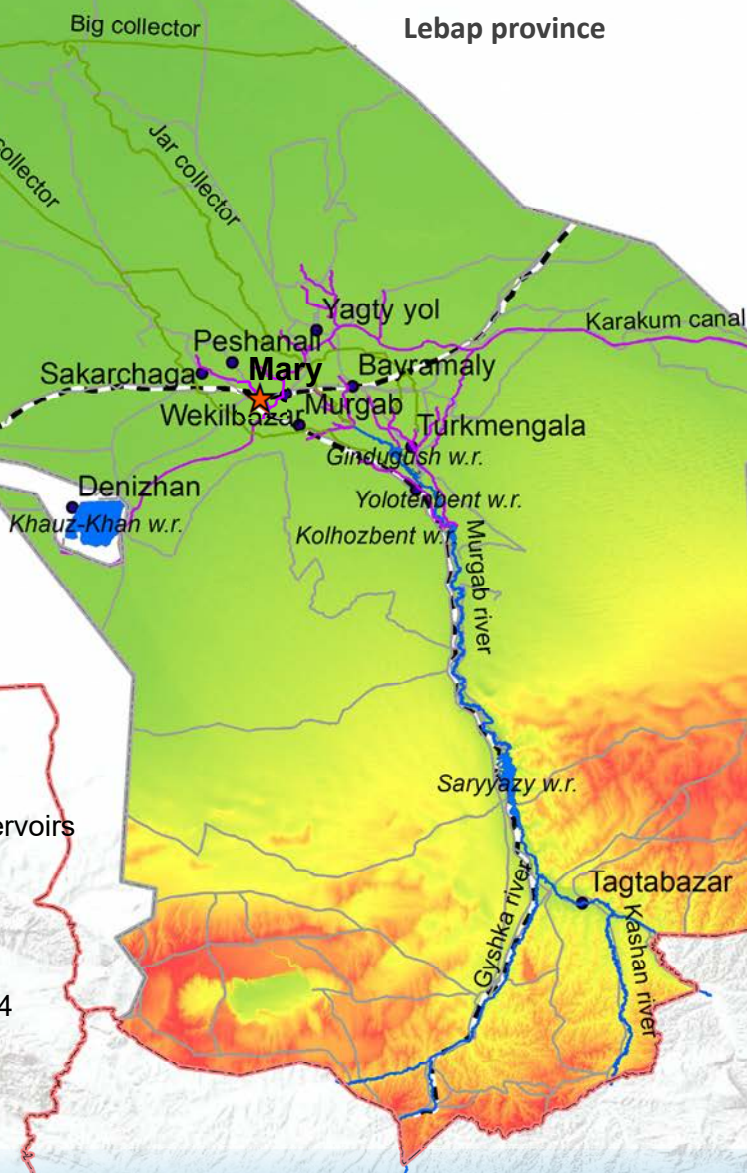 Lebap province
Big collector
Jar collector
collector
Yagty yol
Karakum canal
Peshanali
Mary
Bayramaly
Sakarchaga
Wekilbazar
Murgab
Turkmengala
Gindugush w.r.
Denizhan
Yolotenbent w.r.
Khauz-Khan w.r.
Kolhozbent w.r.
Murgab river
Saryyazy w.r.
ervoirs
Tagtabazar
Gyshka river
Kashan river
4